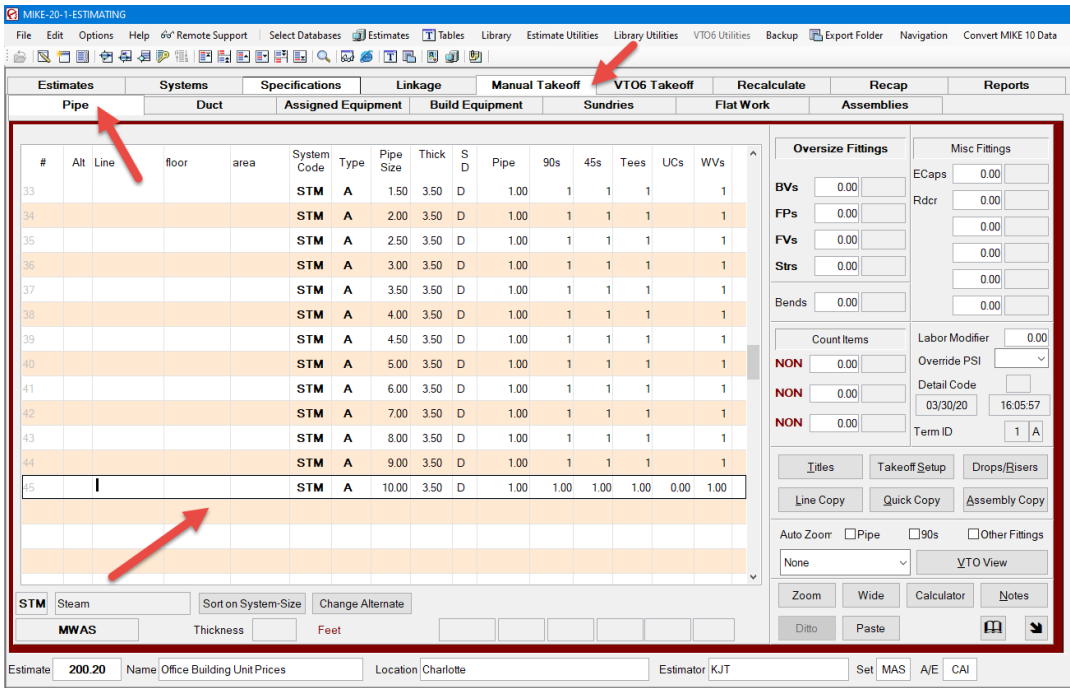 MIKE-20-1-ESTIMATING
File Edit Options Help Remote Support Select Databases Estimates Tables Library Estimate Utilities Library Utilities VTO6 Utilities Backup Export Folder Navigation Convert MIKE 10 Data
Estimates Systems Specifications Linkage Manual Takeoff VTO6 Takeoff Recalculate Recap Reports
Pipe Duct Assigned Equipment Build Equipment Sundries Flat Work Assemblies
# Alt Line floor area System Code Type Pipe Size Thick S D Pipe 90s 45s Tees UCs WVs
33 STM A 1.50 3.50 D 1.00 1 1 1 1
34 STM A 2.00 3.50 D 1.00 1 1 1 1
35 STM A 2.50 3.50 D 1.00 1 1 1 1
36 STM A 3.00 3.50 D 1.00 1 1 1 1
37 STM A 3.50 3.50 D 1.00 1 1 1 1
38 STM A 4.00 3.50 D 1.00 1 1 1 1
39 STM A 4.50 3.50 D 1.00 1 1 1 1
40 STM A 5.00 3.50 D 1.00 1 1 1 1
41 STM A 6.00 3.50 D 1.00 1 1 1 1
42 STM A 7.00 3.50 D 1.00 1 1 1 1
43 STM A 8.00 3.50 D 1.00 1 1 1 1
44 STM A 9.00 3.50 D 1.00 1 1 1 1
45 STM A 10.00 3.50 D 1.00 1.00 1.00 1.00 0.00 1.00
STM Steam Sort on System-Size Change Alternate
MWAS Thickness Feet
Oversize Fittings
BVs 0.00
FPs 0.00
FVs 0.00
Strs 0.00
Bends 0.00
Misc Fittings
ECaps 0.00
Rdcr 0.00
0.00
0.00
0.00
0.00
Count Items
NON 0.00
NON 0.00
NON 0.00
Labor Modifier 0.00
Override PSI
Detail Code
03/30/20 16:05:57
Term ID 1 A
Titles Takeoff Setup Drops/Risers
Line Copy Quick Copy Assembly Copy
Auto Zoom Pipe 90s Other Fittings
None VTO View
Zoom Wide Calculator Notes
Ditto Paste
Estimate 200.20 Name Office Building Unit Prices Location Charlotte Estimator KJT Set MAS A/E CAI